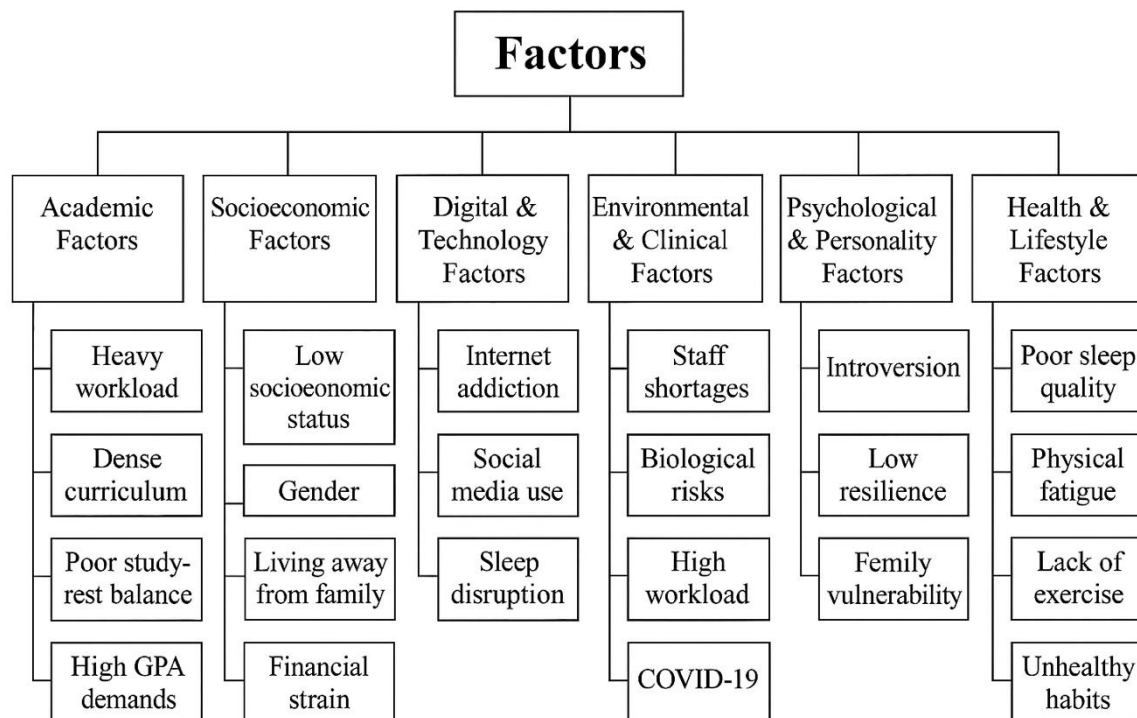 Factors
Academic
Factors
Heavy
workload
Dense
curriculum
Poor study-
rest balance
High GPA
demands
Socioeconomic
Factors
Low
socioeonomic
status
Gender
Living away
from family
Financial
strain
Digital &
Technology
Factors
Internet
addiction
Social
media use
Sleep
disruption
Environmental
& Clinical
Factors
Staff
shortages
Biological
risks
High
workload
COVID-19
Psychological
& Personality
Factors
Introversion
Low
resilience
Femily
vulnerability
Health &
Lifestyle
Factors
Poor sleep
quality
Physical
fatigue
Lack of
exercise
Unhealthy
habits